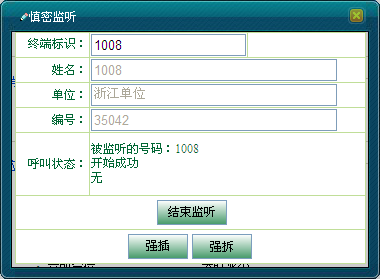 慎密监听
终端标识： 1008
姓名： 1008
单位： 浙江单位
编号： 35042
呼叫状态：
被监听的号码：1008
开始成功
无
结束监听
强插 强拆